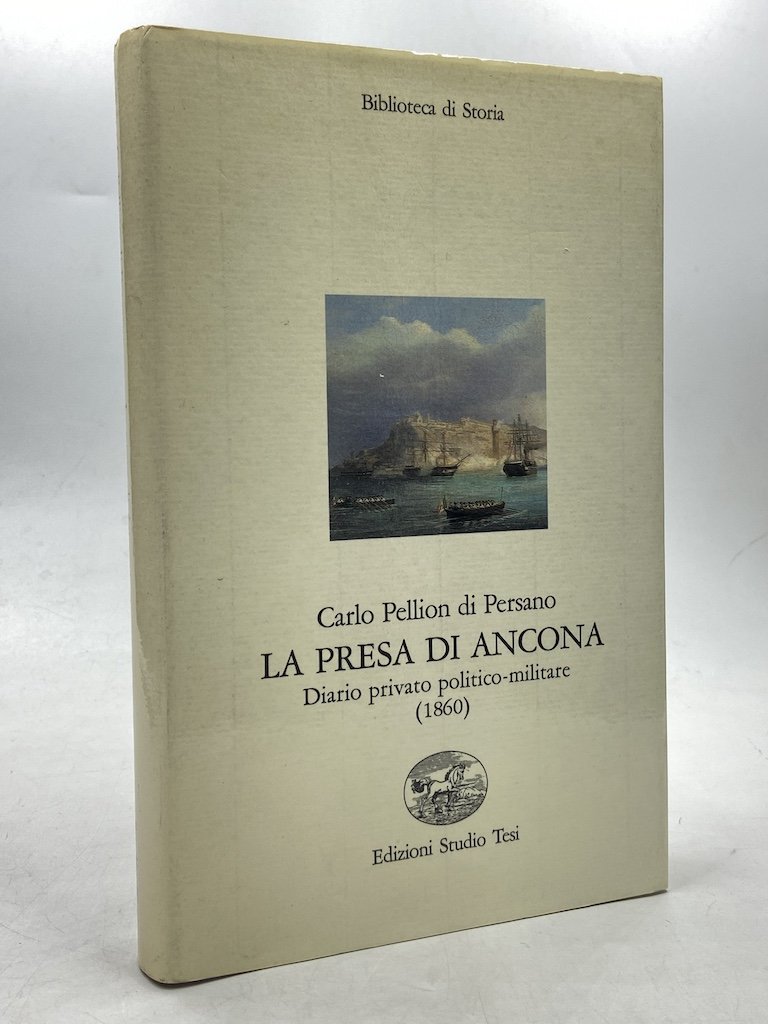 Biblioteca di Storia
Carlo Pellion di Persano
LA PRESA DI ANCONA
Diario privato politico-militare
(1860)
Edizioni Studio Tesi